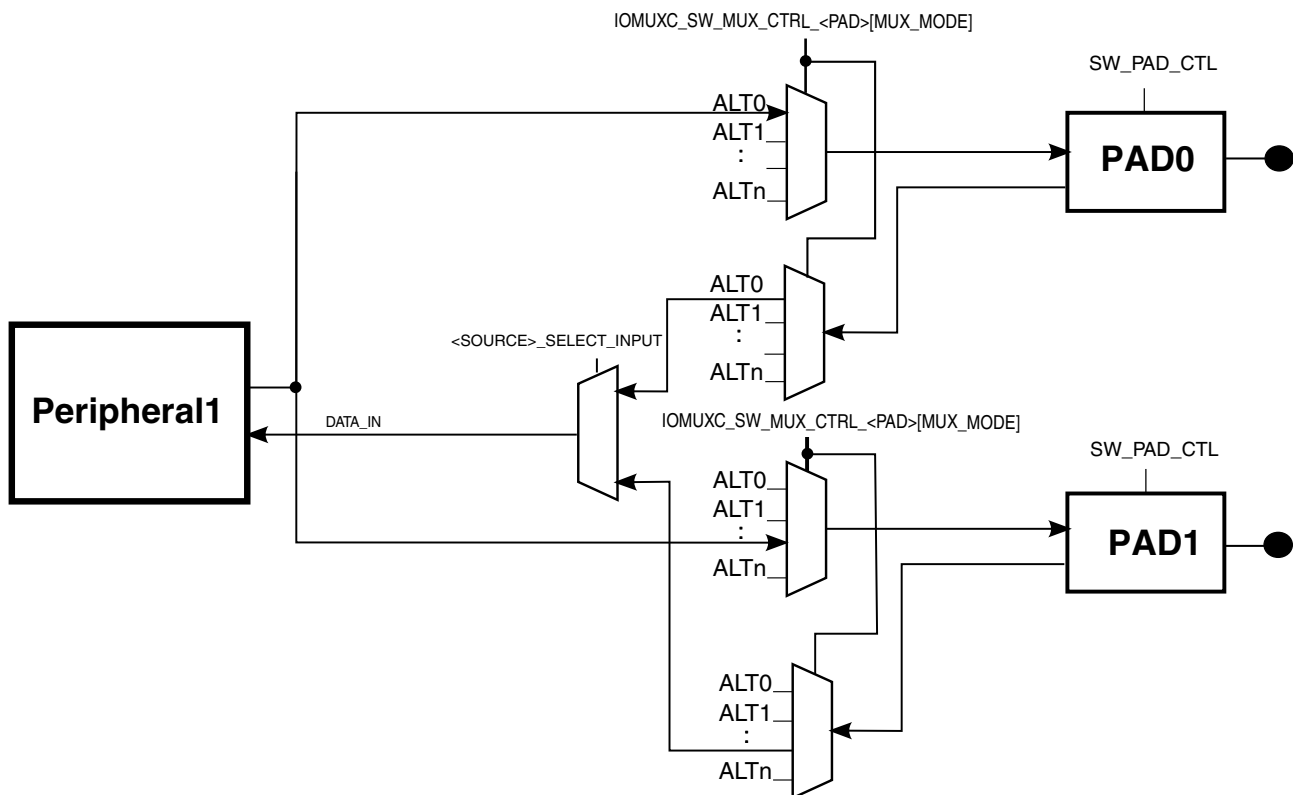 IOMUXC_SW_MUX_CTRL_<PAD>[MUX_MODE]
SW_PAD_CTL
ALT0
ALT1
:
ALTn
PAD0
ALT0
ALT1
:
ALTn
<SOURCE>_SELECT_INPUT
Peripheral1
DATA_IN
IOMUXC_SW_MUX_CTRL_<PAD>[MUX_MODE]
SW_PAD_CTL
ALT0
ALT1
:
ALTn
PAD1
ALT0
ALT1
:
ALTn